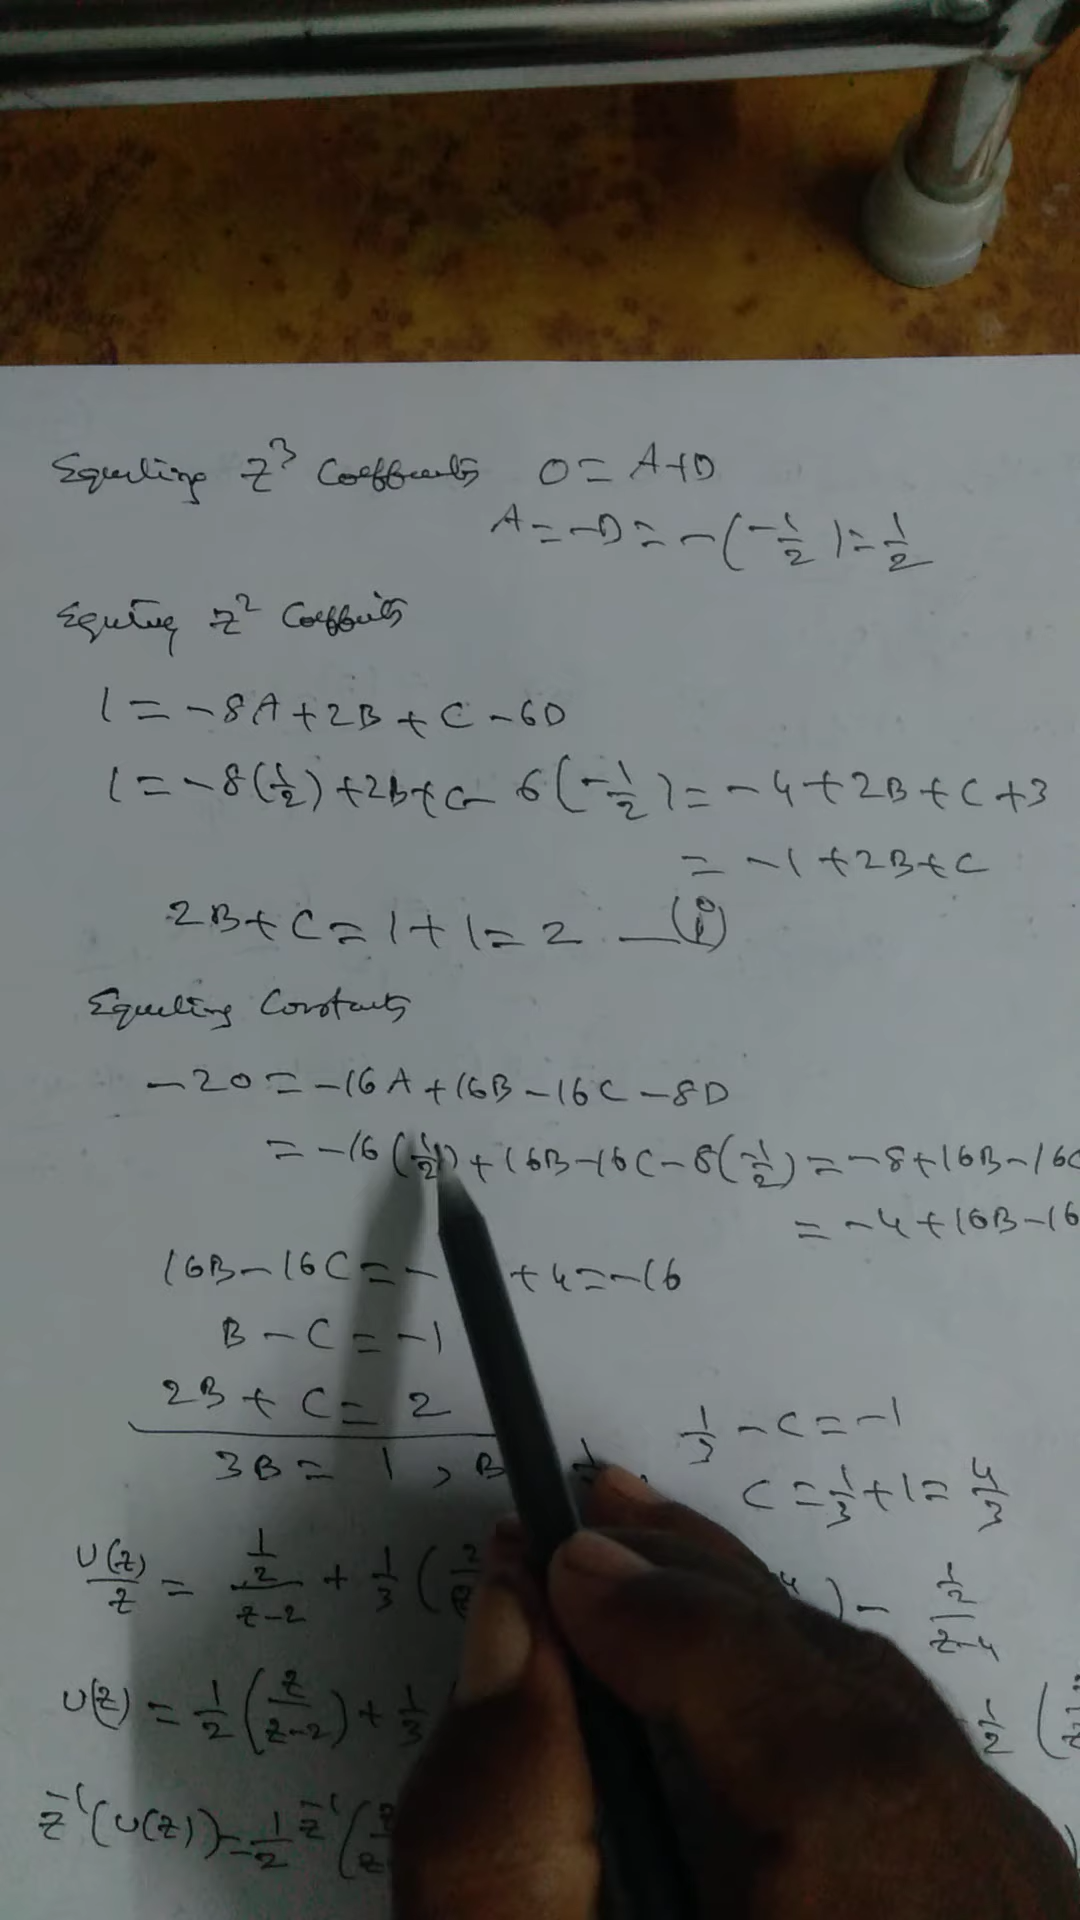 Equating z³ Coefficients 0 = A+D
A = -D = -(-1/2) = 1/2
Equating z² Coefficients
1 = -8A + 2B + C - 6D
1 = -8(1/2) + 2B + C - 6(-1/2) = -4 + 2B + C + 3
= -1 + 2B + C
2B + C = 1 + 1 = 2 —(i)
Equating Constants
-20 = -16A + 16B - 16C - 8D
= -16(1/2) + 16B - 16C - 8(-1/2) = -8 + 16B - 16C
= -4 + 16B - 16
16B - 16C = - + 4 = -16
B - C = -1
2B + C = 2
3B = 1, B
1/3 - C = -1
C = 1/3 + 1 = 4/3
U(z)/z = 1/2/z-2 + 1/3 ( ) - 1/2/z-4
U(z) = 1/2 (z/z-2) + 1/3 1/2 (
z⁻¹(U(z)) = 1/2 z⁻¹(